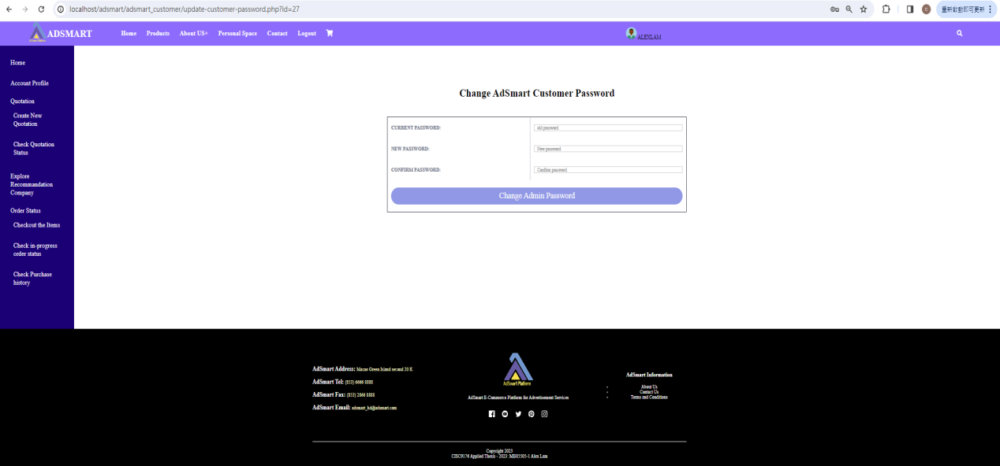 localhost/adsmart/adsmart_customer/update-customer-password.php?id=27
重新啟動即可更新
ADSMART
Home Products About US+ Personal Space Contact Logout
ALEXLAM
Home
Account Profile
Quotation
Create New
Quotation
Check Quotation
Status
Explore
Recommandation
Company
Order Status
Checkout the Items
Check in-progress
order status
Check Purchase
history
Change AdSmart Customer Password
CURRENT PASSWORD: old password
NEW PASSWORD: New password
CONFIRM PASSWORD: Confirm password
Change Admin Password
AdSmart Address: Macao Green Island second 20 K
AdSmart Tel: (853) 6666 8888
AdSmart Fax: (853) 2866 8888
AdSmart Email: adsmart_hd@adsmart.com
AdSmart Platform
AdSmart E-Commerce Platform for Advertisement Services
AdSmart Information
About Us
Contact Us
Terms and Conditions
Copyright 2023
CISC9176 Applied Thesis - 2023: MB85505-1 Alex Lam